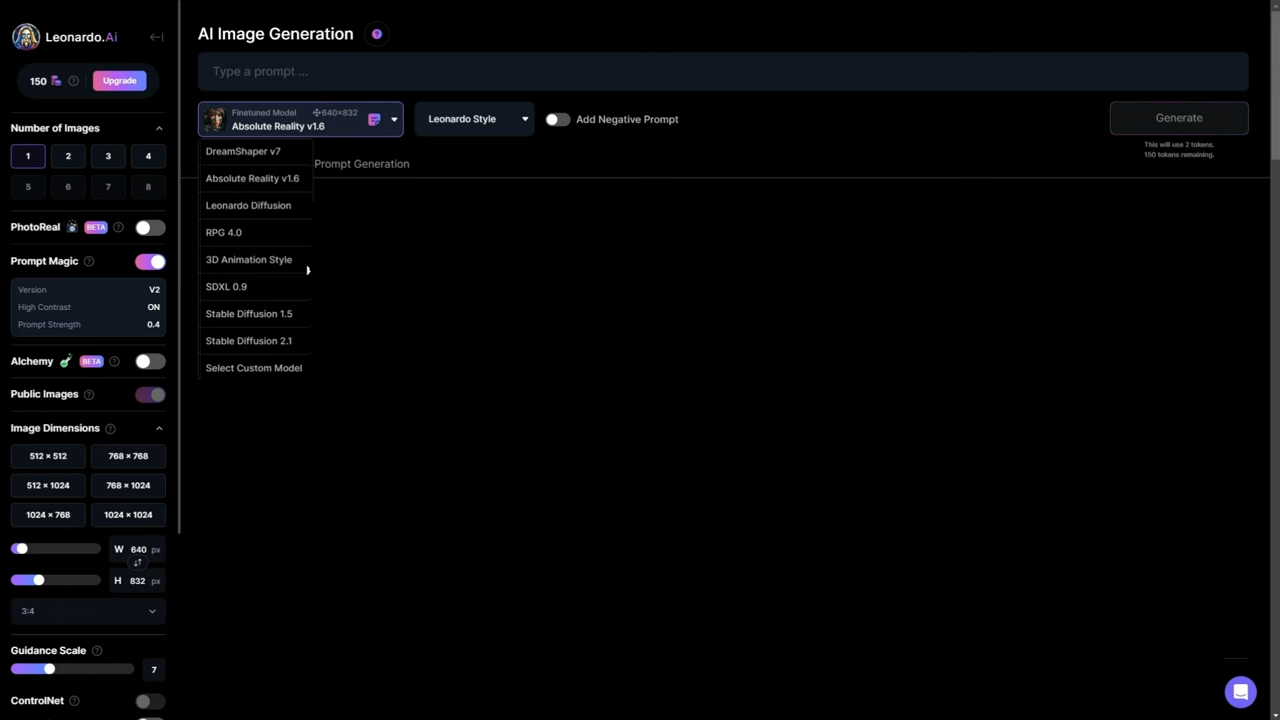 Leonardo.Ai
150 Upgrade
Number of Images
1 2 3 4
5 6 7 8
PhotoReal BETA ?
Prompt Magic ?
Version V2
High Contrast ON
Prompt Strength 0.4
Alchemy BETA ?
Public Images ?
Image Dimensions ?
512 × 512 768 × 768
512 × 1024 768 × 1024
1024 × 768 1024 × 1024
W 640 px
H 832 px
3:4
Guidance Scale ?
7
ControlNet ?
AI Image Generation ?
Type a prompt ...
Finetuned Model 640×832
Absolute Reality v1.6
Leonardo Style
Add Negative Prompt
Generate
This will use 2 tokens.
150 tokens remaining.
Prompt Generation
DreamShaper v7
Absolute Reality v1.6
Leonardo Diffusion
RPG 4.0
3D Animation Style
SDXL 0.9
Stable Diffusion 1.5
Stable Diffusion 2.1
Select Custom Model